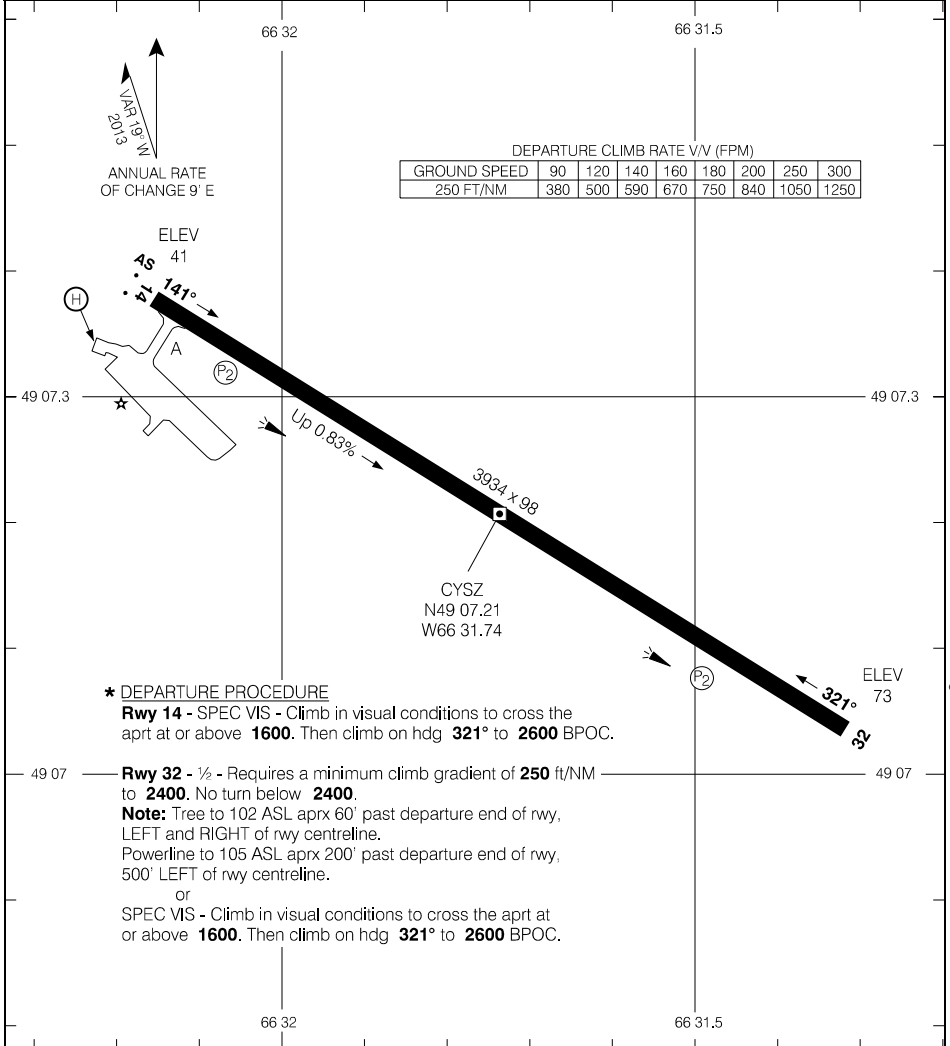 66 32
66 31.5
VAR 19° W
2013
ANNUAL RATE
OF CHANGE 9' E
DEPARTURE CLIMB RATE V/V (FPM)
GROUND SPEED 90 120 140 160 180 200 250 300
250 FT/NM 380 500 590 670 750 840 1050 1250
ELEV
41
AS
14
141°
H
A
P2
49 07.3
49 07.3
Up 0.83%
3934 x 98
CYSZ
N49 07.21
W66 31.74
P2
ELEV
73
321°
32
* DEPARTURE PROCEDURE
Rwy 14 - SPEC VIS - Climb in visual conditions to cross the
aprt at or above 1600. Then climb on hdg 321° to 2600 BPOC.
49 07
49 07
Rwy 32 - ½ - Requires a minimum climb gradient of 250 ft/NM
to 2400. No turn below 2400.
Note: Tree to 102 ASL aprx 60' past departure end of rwy,
LEFT and RIGHT of rwy centreline.
Powerline to 105 ASL aprx 200' past departure end of rwy,
500' LEFT of rwy centreline.
or
SPEC VIS - Climb in visual conditions to cross the aprt at
or above 1600. Then climb on hdg 321° to 2600 BPOC.
66 32
66 31.5